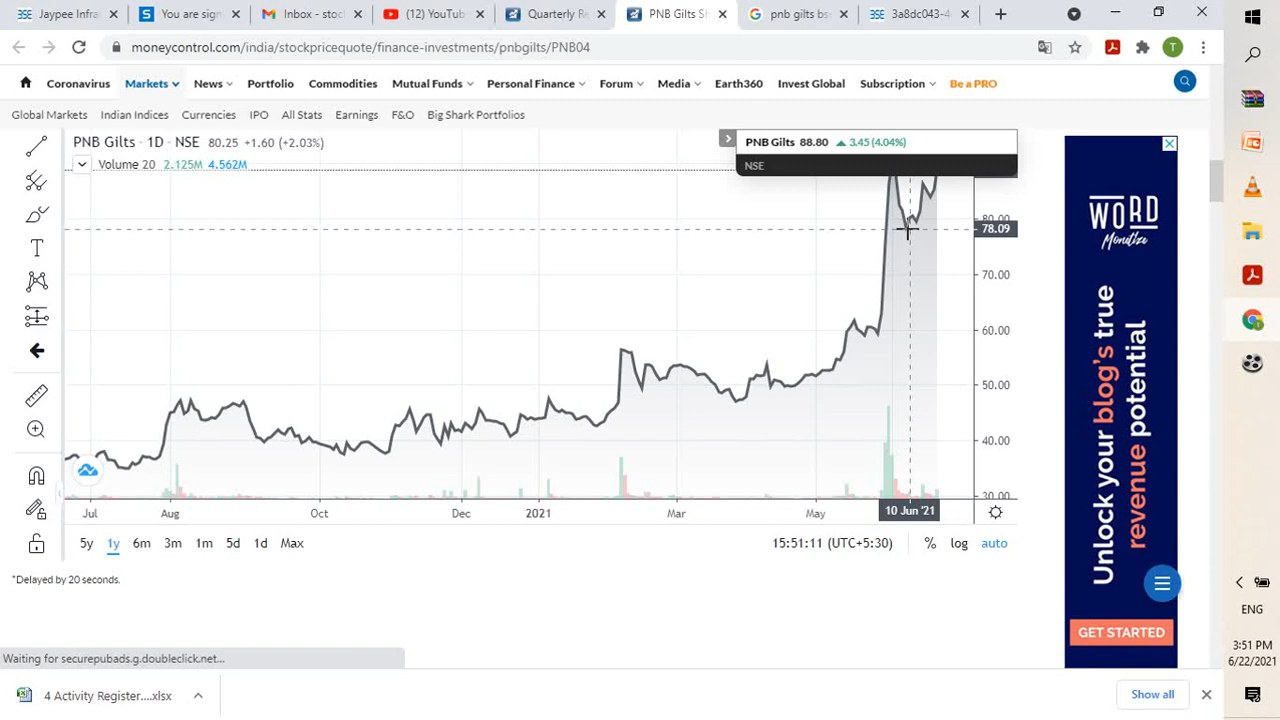 Jaypee Infra
You are sign
Inbox - stoc
(12) YouTub
Quarterly Re
PNB Gilts Sh
pnb gilts bse
3a8dc043-4
moneycontrol.com/india/stockpricequote/finance-investments/pnbgilts/PNB04
T
Coronavirus Markets News Portfolio Commodities Mutual Funds Personal Finance Forum Media Earth360 Invest Global Subscription Be a PRO
Global Markets Indian Indices Currencies IPO All Stats Earnings F&O Big Shark Portfolios
PNB Gilts · 1D · NSE 80.25 +1.60 (+2.03%)
Volume 20 2.125M 4.562M
PNB Gilts 88.80 3.45 (4.04%)
NSE
80.00
78.09
70.00
60.00
50.00
40.00
30.00
Jul Aug Oct Dec 2021 Mar May 10 Jun '21
5y 1y 6m 3m 1m 5d 1d Max
15:51:11 (UTC+5:30) % log auto
*Delayed by 20 seconds.
WORD
Monetize
Unlock your blog's true
revenue potential
GET STARTED
Waiting for securepubads.g.doubleclick.net...
4 Activity Register....xlsx
Show all
ENG
3:51 PM
6/22/2021